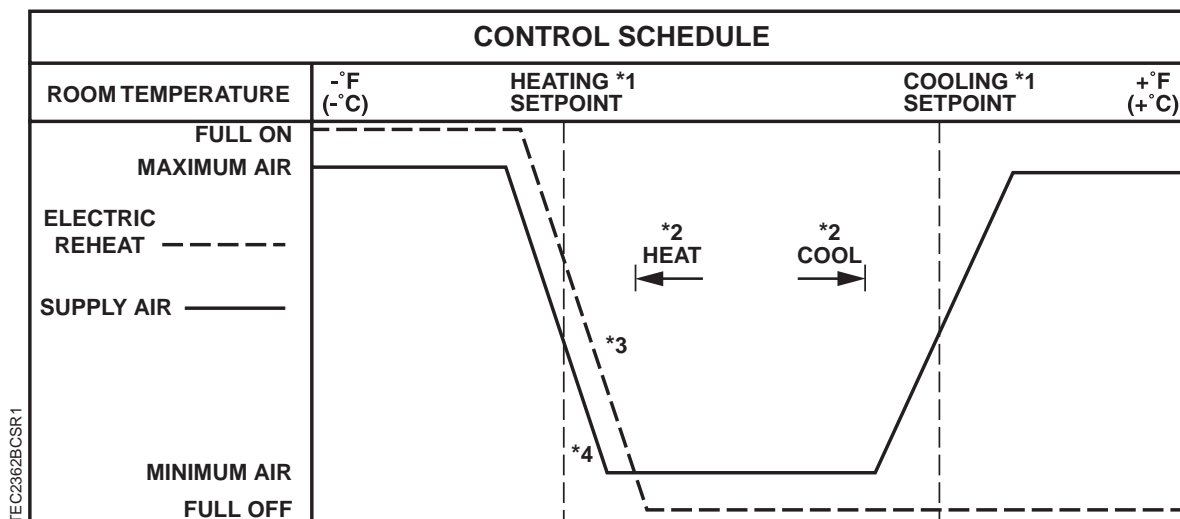 CONTROL SCHEDULE
ROOM TEMPERATURE
-°F
(-°C)
HEATING *1
SETPOINT
COOLING *1
SETPOINT
+°F
(+°C)
FULL ON
MAXIMUM AIR
ELECTRIC
REHEAT
*2
HEAT
*2
COOL
SUPPLY AIR
*3
*4
MINIMUM AIR
FULL OFF
TEC2362BCSR1